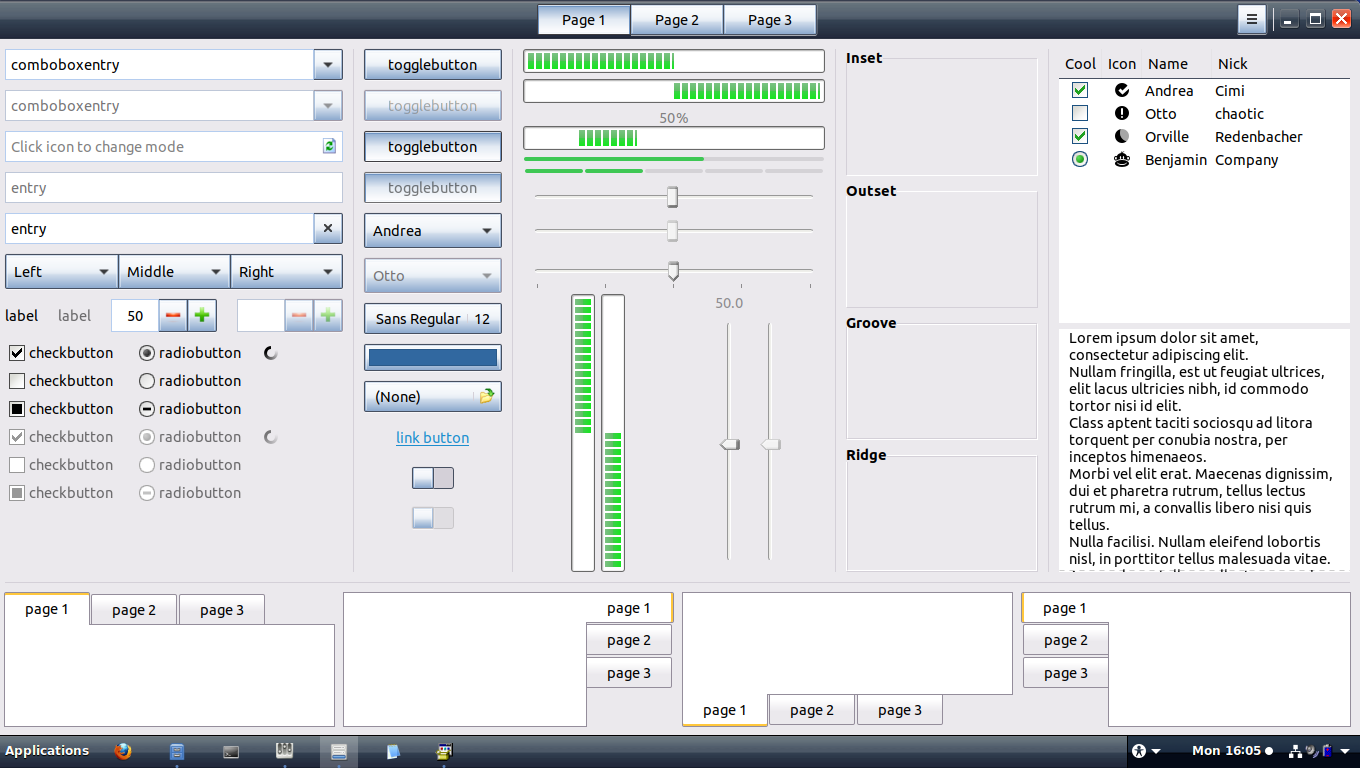 Page 1 Page 2 Page 3
comboboxentry
comboboxentry
Click icon to change mode
entry
entry
Left Middle Right
label label 50
checkbutton radiobutton
checkbutton radiobutton
checkbutton radiobutton
checkbutton radiobutton
checkbutton radiobutton
checkbutton radiobutton
togglebutton
togglebutton
togglebutton
togglebutton
Andrea
Otto
Sans Regular 12
(None)
link button
50%
50.0
Inset
Outset
Groove
Ridge
Cool Icon Name Nick
Andrea Cimi
Otto chaotic
Orville Redenbacher
Benjamin Company
Lorem ipsum dolor sit amet,
consectetur adipiscing elit.
Nullam fringilla, est ut feugiat ultrices,
elit lacus ultricies nibh, id commodo
tortor nisi id elit.
Class aptent taciti sociosqu ad litora
torquent per conubia nostra, per
inceptos himenaeos.
Morbi vel elit erat. Maecenas dignissim,
dui et pharetra rutrum, tellus lectus
rutrum mi, a convallis libero nisi quis
tellus.
Nulla facilisi. Nullam eleifend lobortis
nisl, in porttitor tellus malesuada vitae.
page 1 page 2 page 3
page 1
page 2
page 3
page 1 page 2 page 3
page 1
page 2
page 3
Applications Mon 16:05